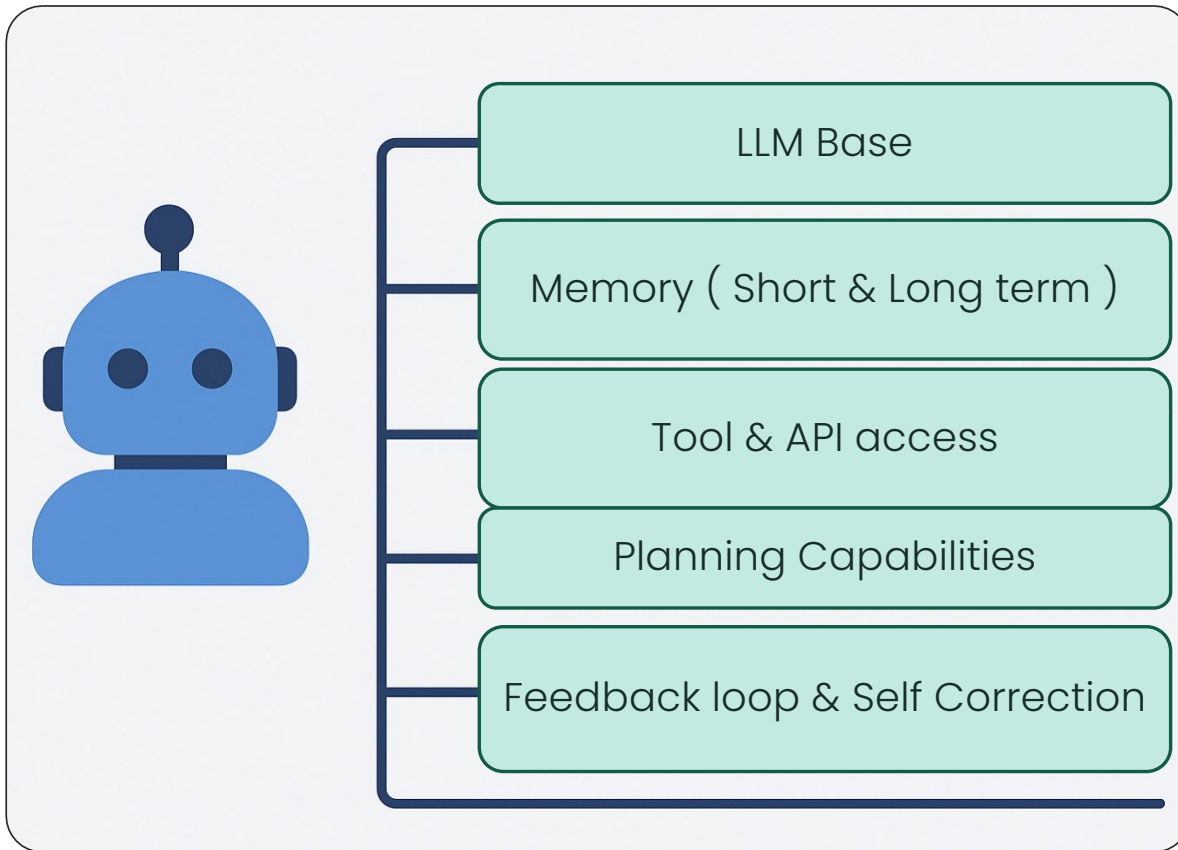 LLM Base
Memory ( Short & Long term )
Tool & API access
Planning Capabilities
Feedback loop & Self Correction